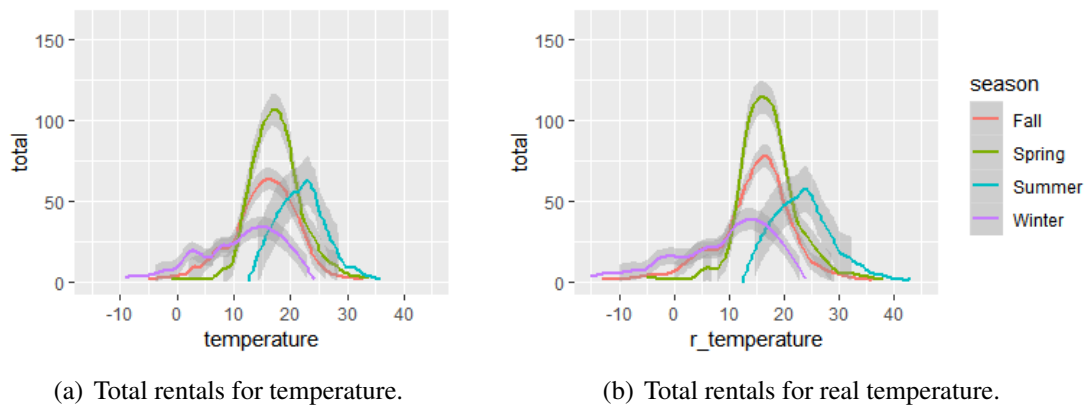 150
100
50
0
total
-10 0 10 20 30 40
temperature
(a) Total rentals for temperature.
150
100
50
0
total
-10 0 10 20 30 40
r_temperature
(b) Total rentals for real temperature.
season
Fall
Spring
Summer
Winter